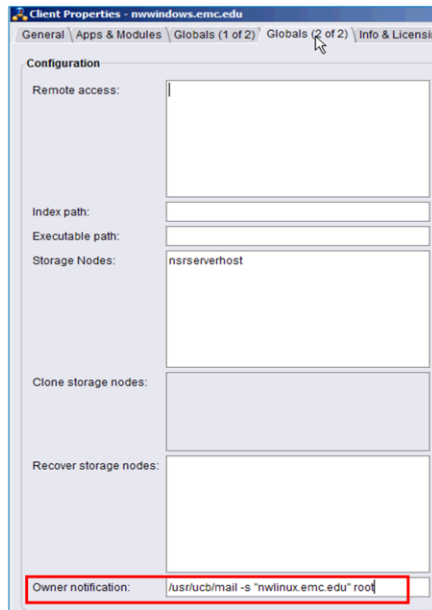 Client Properties - nwwindows.emc.edu
General Apps & Modules Globals (1 of 2) Globals (2 of 2) Info & Licensi
Configuration
Remote access:
Index path:
Executable path:
Storage Nodes: nsrserverhost
Clone storage nodes:
Recover storage nodes:
Owner notification: /usr/ucb/mail -s "nwlinux.emc.edu" root